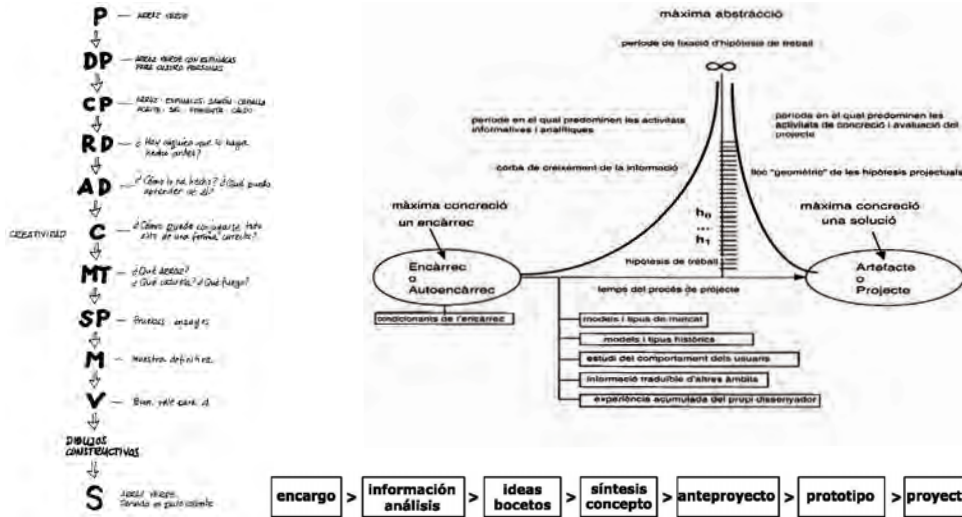 P — ARROZ VERDE
DP — ARROZ VERDE CON ESPINACAS
PARA CUATRO PERSONAS
CP — ARROZ · ESPINACAS · JAMÓN · CEBOLLA
ACEITE · SAL · PIMIENTA · CALDO
RD — ¿Hay alguien que lo haya
hecho antes?
AD — ¿Cómo lo ha hecho? ¿Qué puedo
aprender de él?
CREATIVIDAD C — ¿Cómo puede conjugarse todo
esto de una forma correcta?
MT — ¿Qué arroz?
¿Qué cazuela? ¿Qué fuego?
SP — Pruebas, ensayos
M — Muestra definitiva
V — Bien, vale para 4
DIBUJOS
CONSTRUCTIVOS
S — ARROZ VERDE
màxima abstracció
període de fixació d'hipòtesis de treball
∞
període en el qual predominen les activitats
informatives i analítiques
corba de creixement de la informació
període en el qual predominen les
activitats de concreció i avaluació del
projecte
lloc "geomètric" de les hipòtesis projectuals
màxima concreció
un encàrrec
màxima concreció
una solució
h₀
...
h₁
hipòtesis de treball
Encàrrec
o
Autoencàrrec
Artefacte
o
Projecte
temps del procés de projecte
condicionants de l'encàrrec
models i tipus de mercat
models i tipus històrics
estudi del comportament dels usuaris
informació traduïble d'altres àmbits
experiència acumulada del propi dissenyador
encargo > información análisis > ideas bocetos > síntesis concepto > anteproyecto > prototipo > proyect